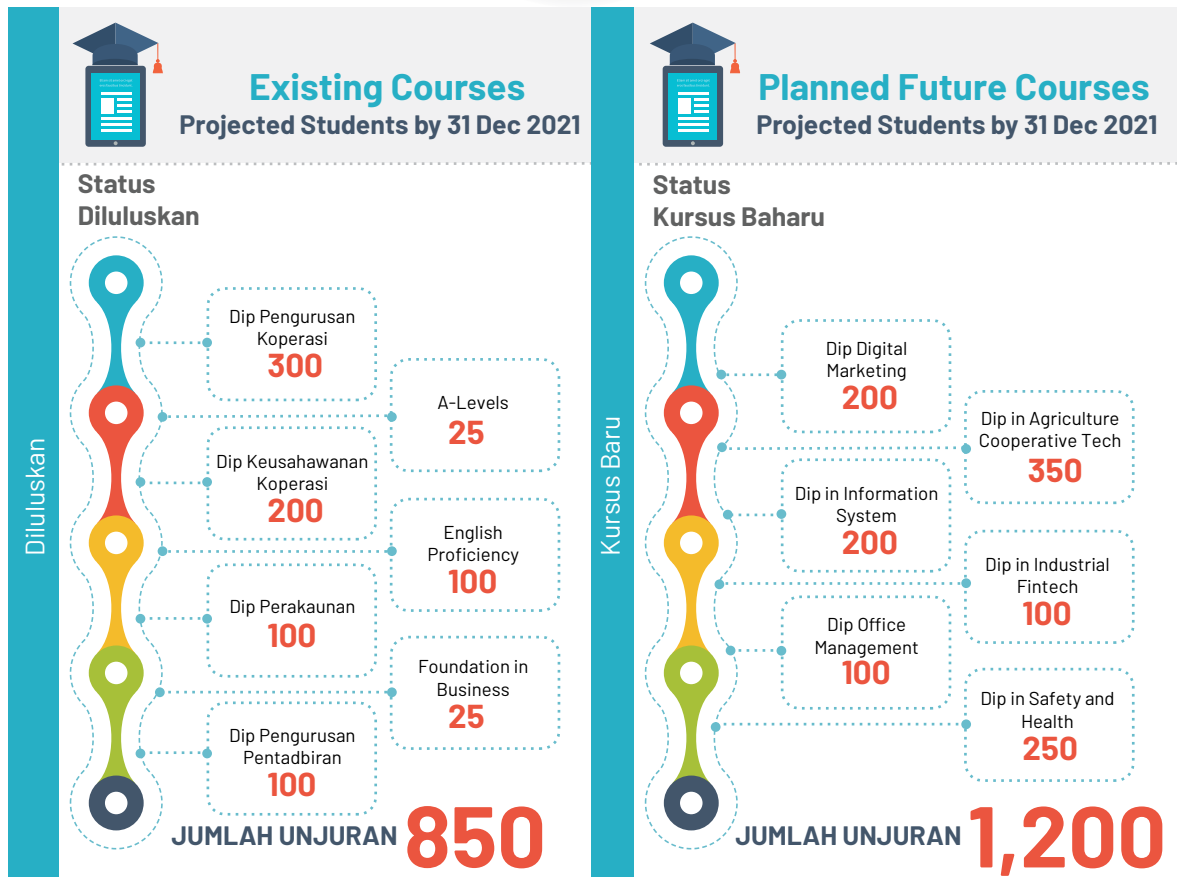 Existing Courses
Projected Students by 31 Dec 2021
Status
Diluluskan
Diluluskan
Dip Pengurusan
Koperasi
300
A-Levels
25
Dip Keusahawanan
Koperasi
200
English
Proficiency
100
Dip Perakaunan
100
Foundation in
Business
25
Dip Pengurusan
Pentadbiran
100
JUMLAH UNJURAN 850
Planned Future Courses
Projected Students by 31 Dec 2021
Status
Kursus Baharu
Kursus Baru
Dip Digital
Marketing
200
Dip in Agriculture
Cooperative Tech
350
Dip in Information
System
200
Dip in Industrial
Fintech
100
Dip Office
Management
100
Dip in Safety and
Health
250
JUMLAH UNJURAN 1,200